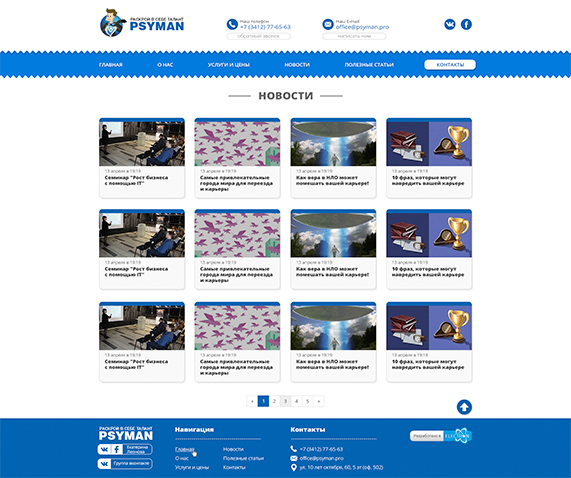 РАСКРОЙ В СЕБЕ ТАЛАНТ
PSYMAN
Наш телефон
+7 (3412) 77-65-63
обратный звонок
Наш E-mail
office@psyman.pro
написать нам
ГЛАВНАЯ
О НАС
УСЛУГИ И ЦЕНЫ
НОВОСТИ
ПОЛЕЗНЫЕ СТАТЬИ
КОНТАКТЫ
НОВОСТИ
13 апреля в 19:19
Семинар "Рост бизнеса
с помощью IT"
13 апреля в 19:19
Самые привлекательные
города мира для переезда
и карьеры
13 апреля в 19:19
Как вера в НЛО может
помешать вашей карьере!
13 апреля в 19:19
10 фраз, которые могут
навредить вашей карьере
13 апреля в 19:19
Семинар "Рост бизнеса
с помощью IT"
13 апреля в 19:19
Самые привлекательные
города мира для переезда
и карьеры
13 апреля в 19:19
Как вера в НЛО может
помешать вашей карьере!
13 апреля в 19:19
10 фраз, которые могут
навредить вашей карьере
13 апреля в 19:19
Семинар "Рост бизнеса
с помощью IT"
13 апреля в 19:19
Самые привлекательные
города мира для переезда
и карьеры
13 апреля в 19:19
Как вера в НЛО может
помешать вашей карьере!
13 апреля в 19:19
10 фраз, которые могут
навредить вашей карьере
« 1 2 3 4 5 »
РАСКРОЙ В СЕБЕ ТАЛАНТ
PSYMAN
Екатерина
Леонова
Группа вконтакте
Навигация
Главная
О нас
Услуги и цены
Новости
Полезные статьи
Контакты
Контакты
+7 (3412) 77-65-63
office@psyman.pro
ул. 10 лет октября, 60, 5 эт (оф. 502)
Разработано в